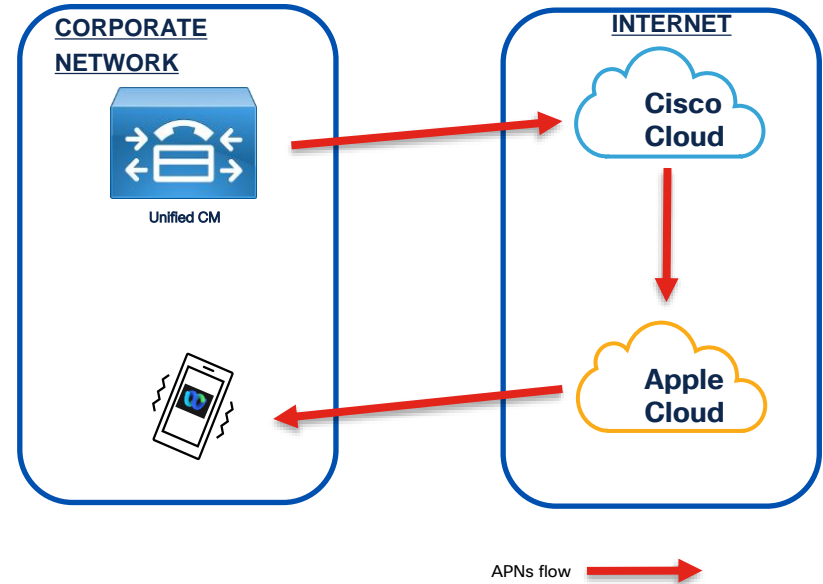 CORPORATE
NETWORK
INTERNET
Cisco
Cloud
Unified CM
Apple
Cloud
APNs flow